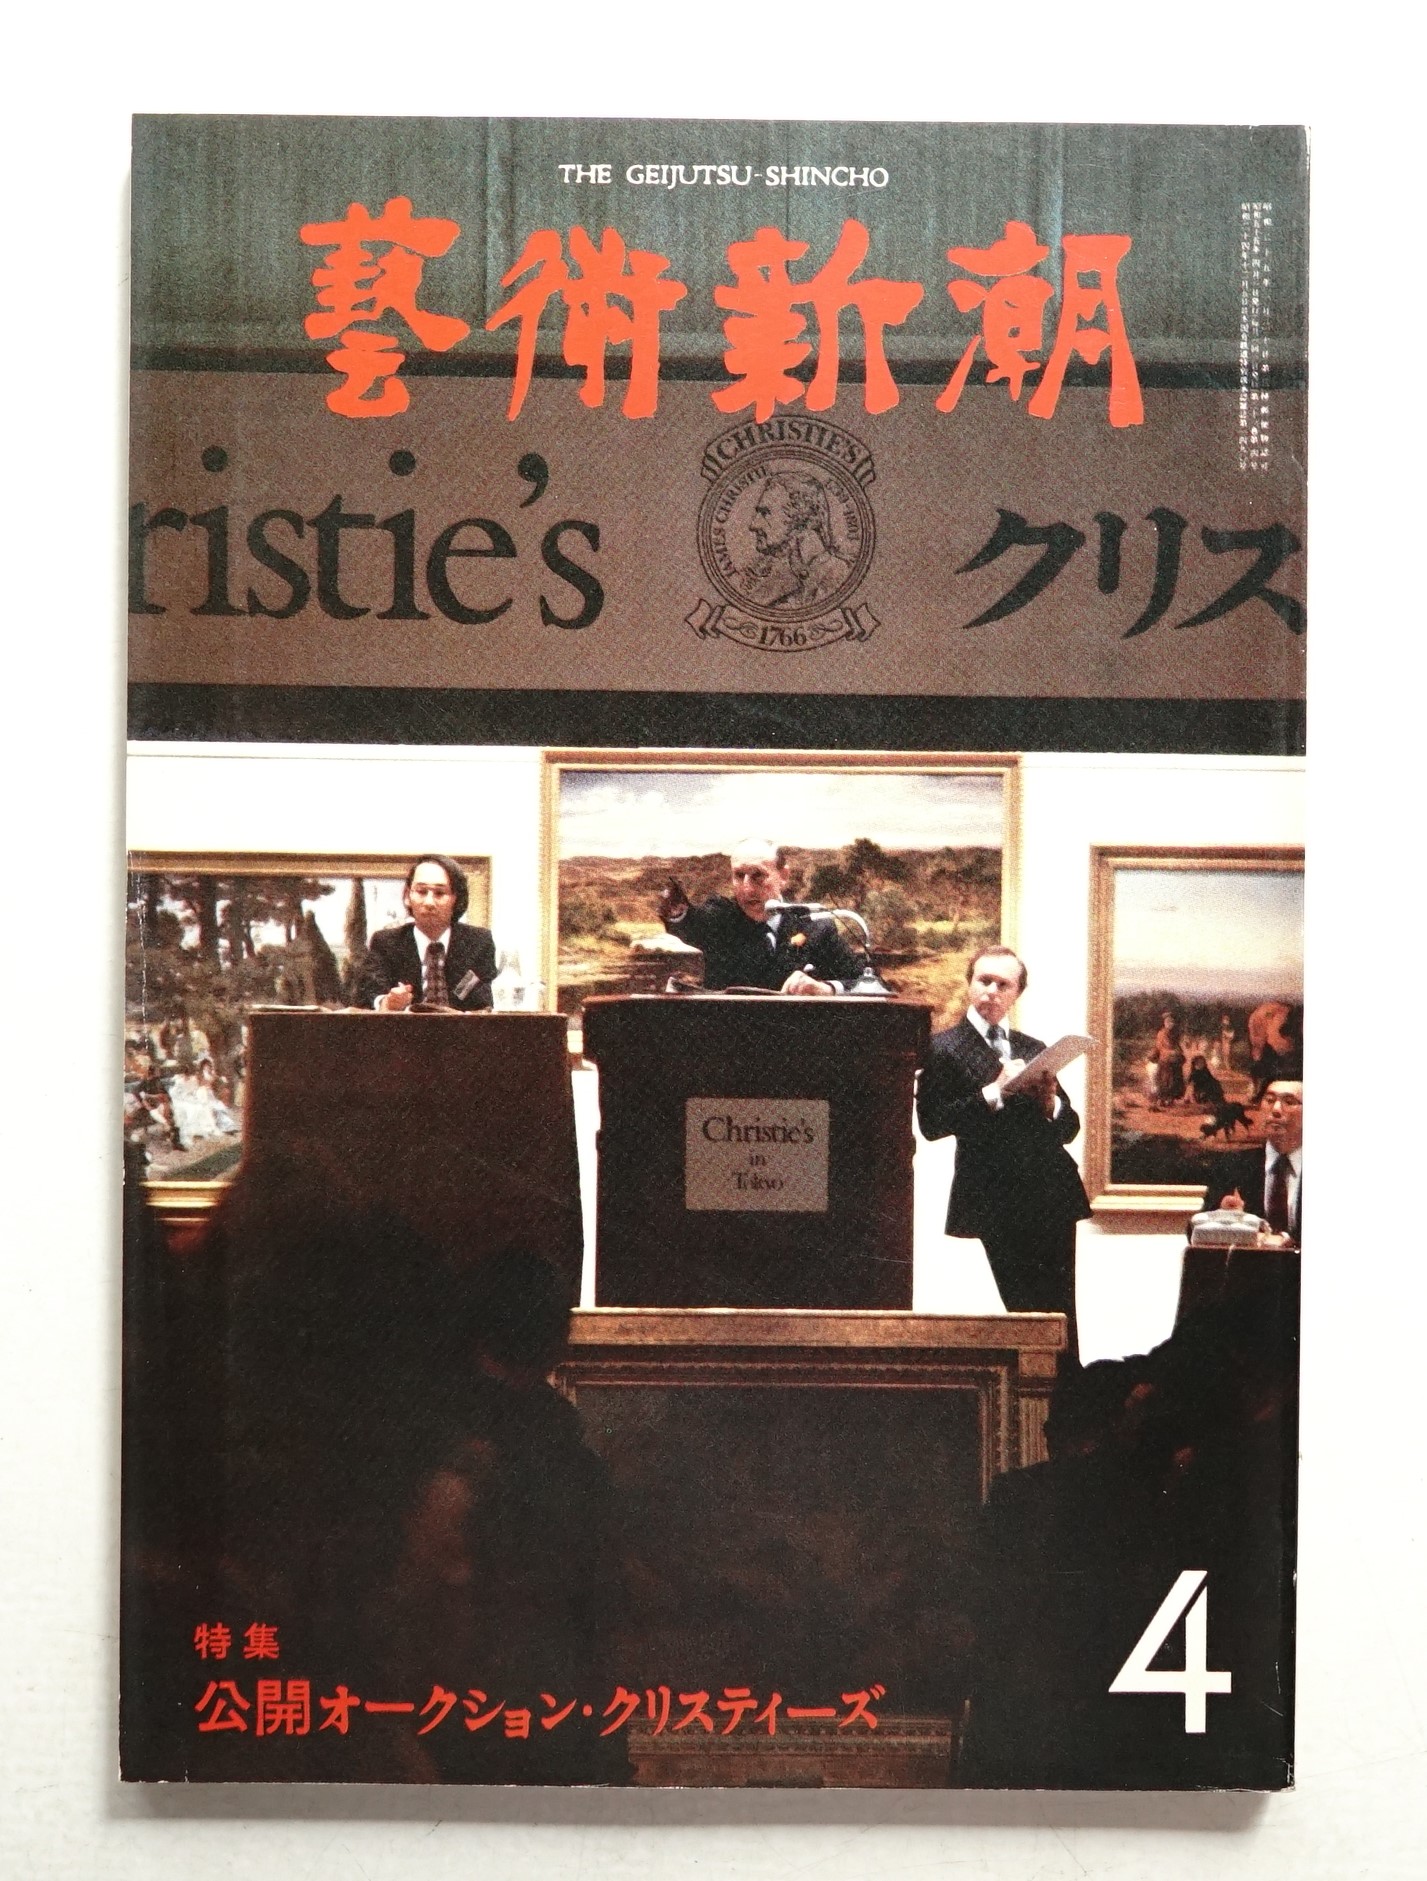 THE GEIJUTSU-SHINCHO
藝術新潮
ristie's
CHRISTIE'S
JAMES CHRISTIE
1766
クリス
Christie's
in
Tokyo
特集
公開オークション・クリスティーズ
4